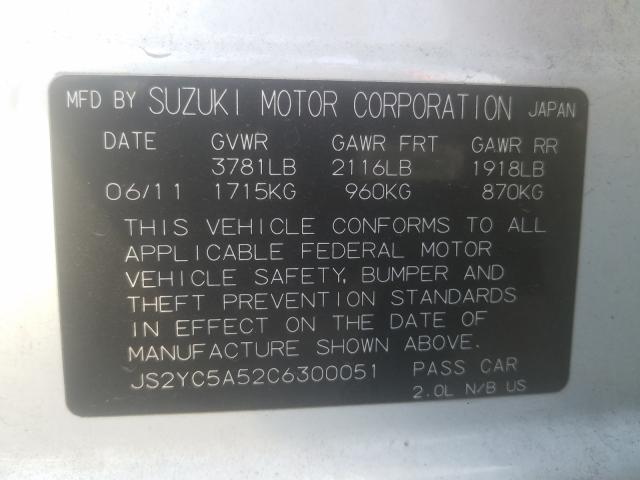 MFD BY SUZUKI MOTOR CORPORATION JAPAN
DATE GVWR GAWR FRT GAWR RR
3781LB 2116LB 1918LB
06/11 1715KG 960KG 870KG
THIS VEHICLE CONFORMS TO ALL
APPLICABLE FEDERAL MOTOR
VEHICLE SAFETY, BUMPER AND
THEFT PREVENTION STANDARDS
IN EFFECT ON THE DATE OF
MANUFACTURE SHOWN ABOVE.
JS2YC5A52C6300051 PASS CAR
2.0L N/B US